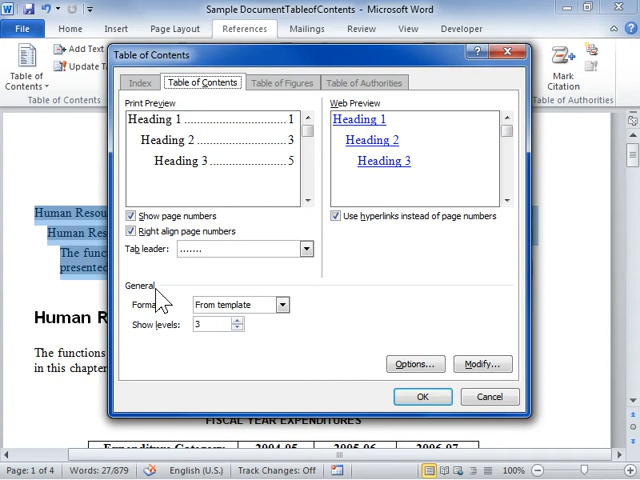 Sample DocumentTableofContents - Microsoft Word
File Home Insert Page Layout References Mailings Review View Developer
Table of Contents
Add Text
Update Ta
Table of Contents
Mark Citation
Table of Authorities
Table of Contents
Index Table of Contents Table of Figures Table of Authorities
Print Preview
Heading 1 ........................... 1
Heading 2 ....................... 3
Heading 3 ................... 5
Web Preview
Heading 1
Heading 2
Heading 3
Show page numbers
Right align page numbers
Use hyperlinks instead of page numbers
Tab leader: .......
General
Forma
From template
Show levels: 3
Options... Modify...
OK Cancel
Human Resou
Human Res
The func
presented
Human R
The functions
in this chapter
FISCAL YEAR EXPENDITURES
Expenditure Category 2004-05 2005-06 2006-07
Page: 1 of 4 Words: 27/879 English (U.S.) Track Changes: Off 100%